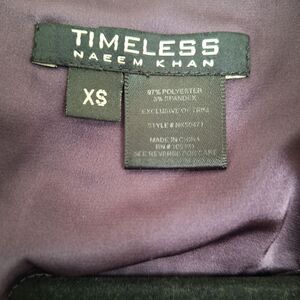 TIMELESS
NAEEM KHAN
XS
97% POLYESTER
3% SPANDEX
EXCLUSIVE OF TRIM
MADE IN CHINA
SEE REVERSE FOR CARE